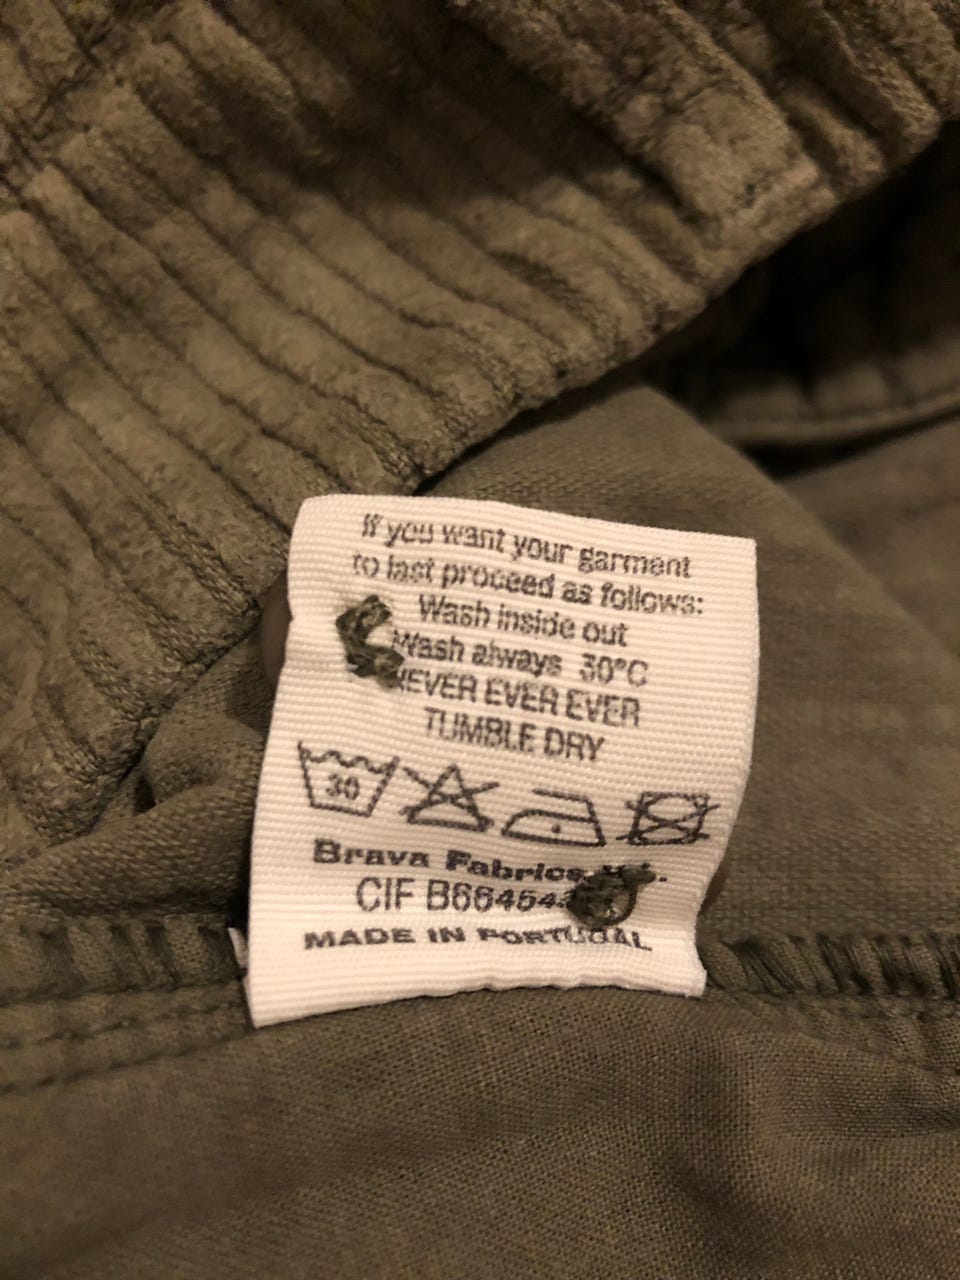 If you want your garment
to last proceed as follows:
Wash inside out
Wash always 30°C
NEVER EVER EVER
TUMBLE DRY
30
Brava Fabrics
CIF
MADE IN PORTUGAL